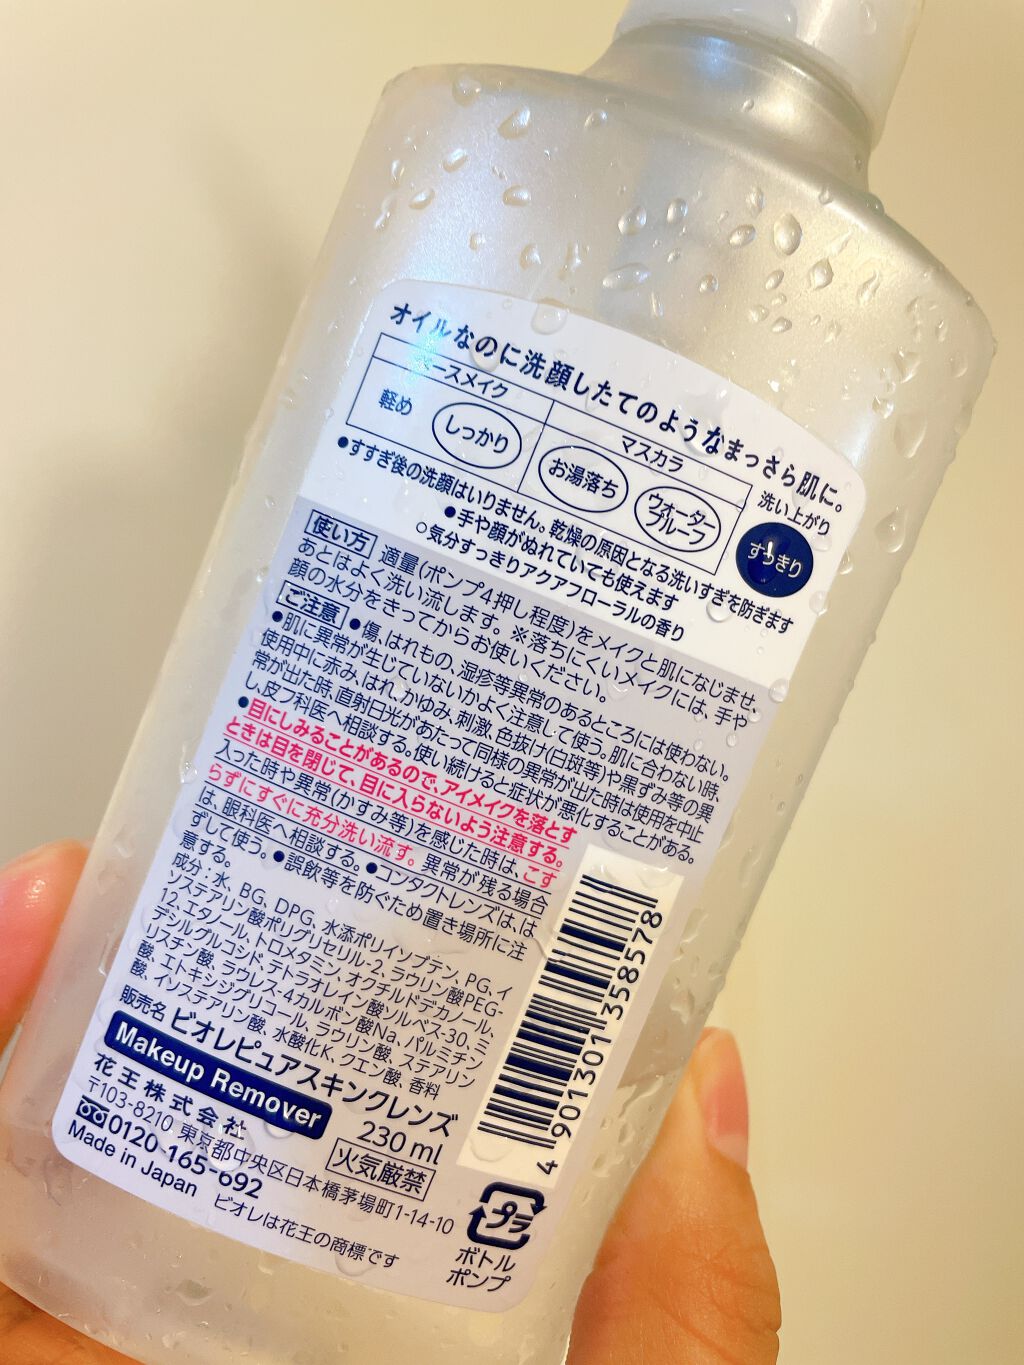 オイルなのに洗顔したてのようなまっさら肌に。
ベースメイク
マスカラ
洗い上がり
軽め
しっかり
お湯落ち
ウォーター
プルーフ
すっきり
●すすぎ後の洗顔はいりません。乾燥の原因となる洗いすぎを防ぎます
●手や顔がぬれていても使えます
○気分すっきりアクアフローラルの香り
使い方 適量(ポンプ4押し程度)をメイクと肌になじませ、
あとはよく洗い流します。※落ちにくいメイクには、手や
顔の水分をきってからお使いください。
ご注意 ●傷、はれもの、湿疹等異常のあるところには使わない。
●肌に異常が生じていないかよく注意して使う。肌に合わない時、
使用中に赤み、はれ、かゆみ、刺激、色抜け(白斑等)や黒ずみ等の異
常が出た時、直射日光があたって同様の異常が出た時は使用を中止
し、皮フ科医へ相談する。使い続けると症状が悪化することがある。
●目にしみることがあるので、アイメイクを落とす
ときは目を閉じて、目に入らないよう注意する。
入った時や異常(かすみ等)を感じた時は、こす
らずにすぐに充分洗い流す。異常が残る場合
は、眼科医へ相談する。●コンタクトレンズは、は
ずして使う。●誤飲等を防ぐため置き場所に注
意する。
成分:水、BG、DPG、水添ポリイソブテン、PG、イ
ソステアリン酸ポリグリセリル-2、ラウリン酸PEG-
12、エタノール、トロメタミン、オクチルドデカノール、
デシルグルコシド、テトラオレイン酸ソルベス-30、ミ
リスチン酸、ラウレス-4カルボン酸Na、パルミチン
酸、エトキシジグリコール、ラウリン酸、ステアリン
酸、イソステアリン酸、水酸化K、クエン酸、香料
販売名 ビオレピュアスキンクレンズ
Makeup Remover
230 ml
花王株式会社
火気厳禁
〒103-8210 東京都中央区日本橋茅場町1-14-10
0120-165-692
Made in Japan
ビオレは花王の商標です
4 901301 358578
プラ
ボトル
ポンプ